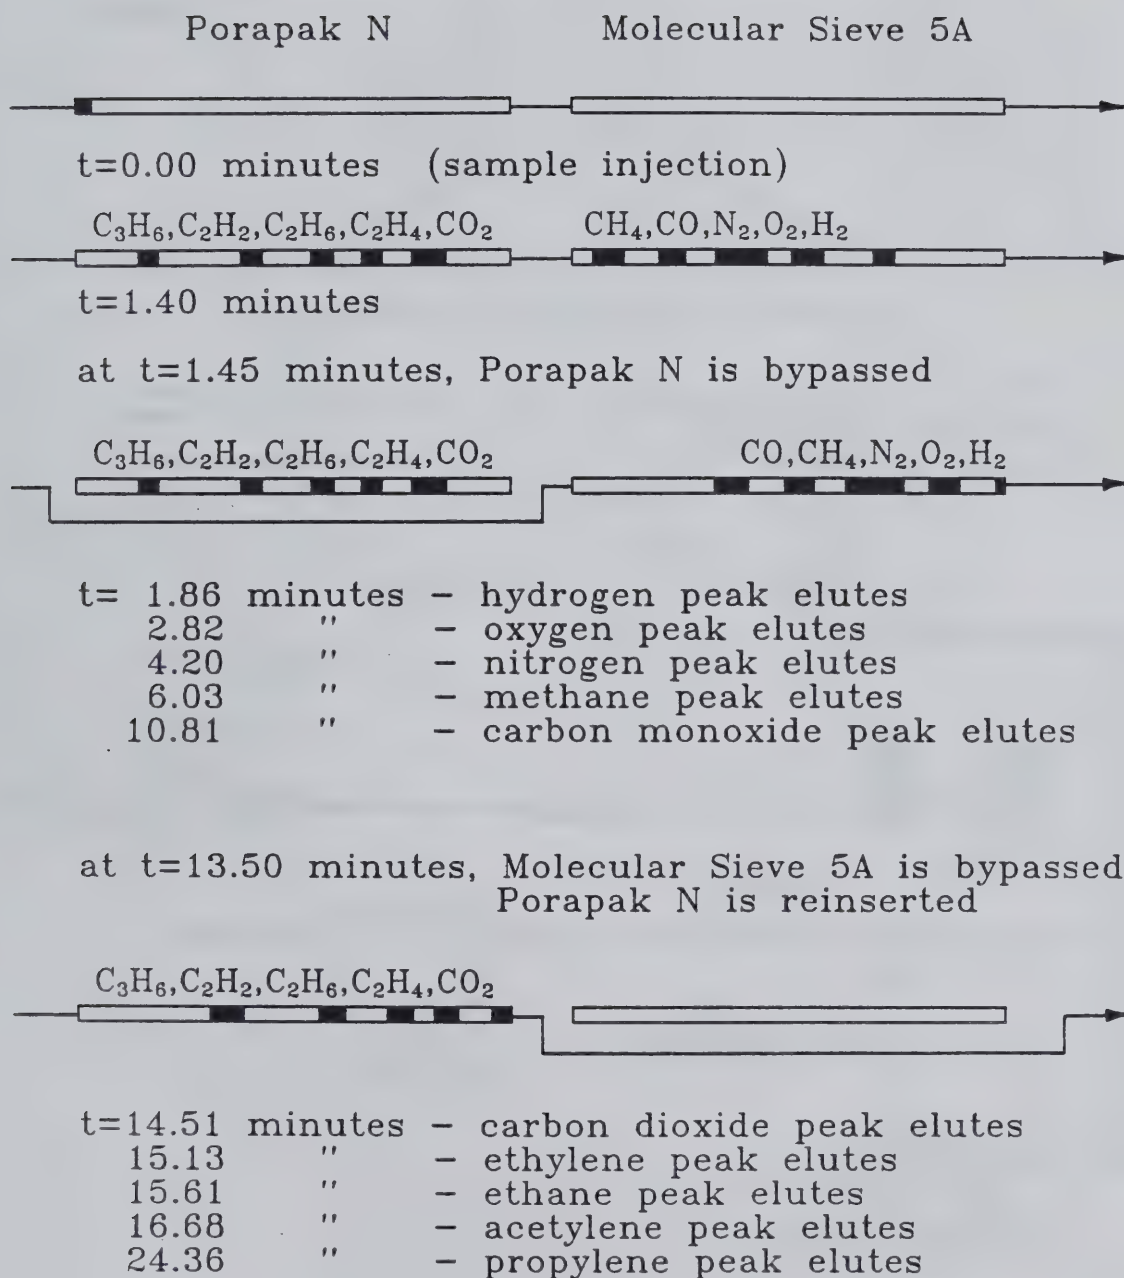 Porapak N Molecular Sieve 5A
t=0.00 minutes (sample injection)
C₃H₆,C₂H₂,C₂H₆,C₂H₄,CO₂ CH₄,CO,N₂,O₂,H₂
t=1.40 minutes
at t=1.45 minutes, Porapak N is bypassed
C₃H₆,C₂H₂,C₂H₆,C₂H₄,CO₂ CO,CH₄,N₂,O₂,H₂
t= 1.86 minutes – hydrogen peak elutes
2.82 " – oxygen peak elutes
4.20 " – nitrogen peak elutes
6.03 " – methane peak elutes
10.81 " – carbon monoxide peak elutes
at t=13.50 minutes, Molecular Sieve 5A is bypassed
Porapak N is reinserted
C₃H₆,C₂H₂,C₂H₆,C₂H₄,CO₂
t=14.51 minutes – carbon dioxide peak elutes
15.13 " – ethylene peak elutes
15.61 " – ethane peak elutes
16.68 " – acetylene peak elutes
24.36 " – propylene peak elutes